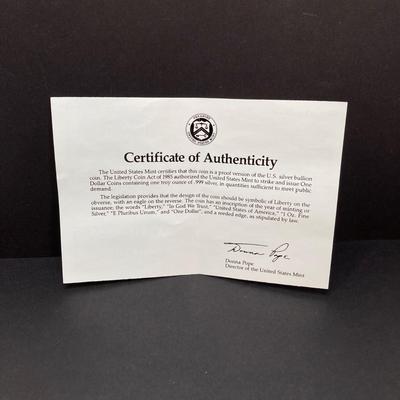 Certificate of Authenticity
The United States Mint certifies that this coin is a proof version of the U.S. silver bullion
coin. The Liberty Coin Act of 1985 authorized the United States Mint to strike and issue One
Dollar Coins containing one troy ounce of .999 silver, in quantities sufficient to meet public
demand.
The legislation provides that the design of the coin should be symbolic of Liberty on the
obverse, with an eagle on the reverse. The coin has an inscription of the year of minting or
issuance; the words "Liberty," "In God We Trust," "United States of America," "1 Oz. Fine
Silver," "E Pluribus Unum," and "One Dollar", and a reeded edge, as stipulated by law.
Donna Pope
Donna Pope
Director of the United States Mint